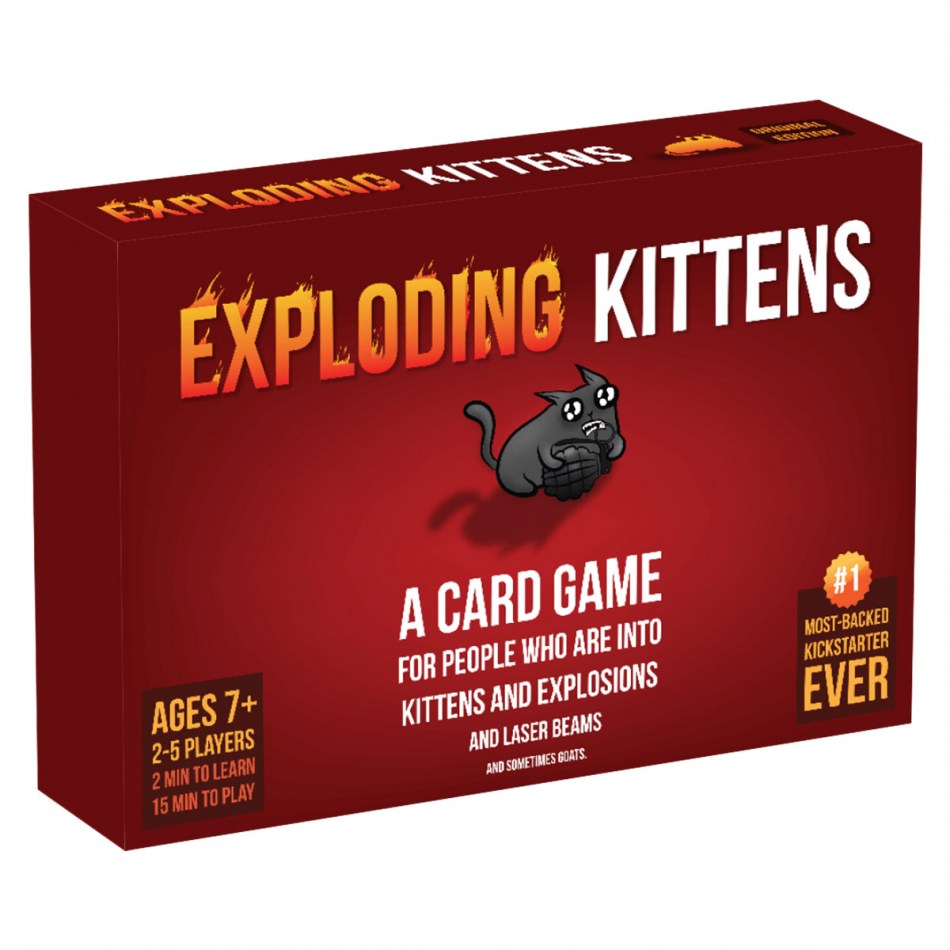 EXPLODING KITTENS
ORIGINAL
EDITION
EXPLODING KITTENS
A CARD GAME
FOR PEOPLE WHO ARE INTO
KITTENS AND EXPLOSIONS
AND LASER BEAMS
AND SOMETIMES GOATS.
AGES 7+
2-5 PLAYERS
2 MIN TO LEARN
15 MIN TO PLAY
#1
MOST-BACKED
KICKSTARTER
EVER